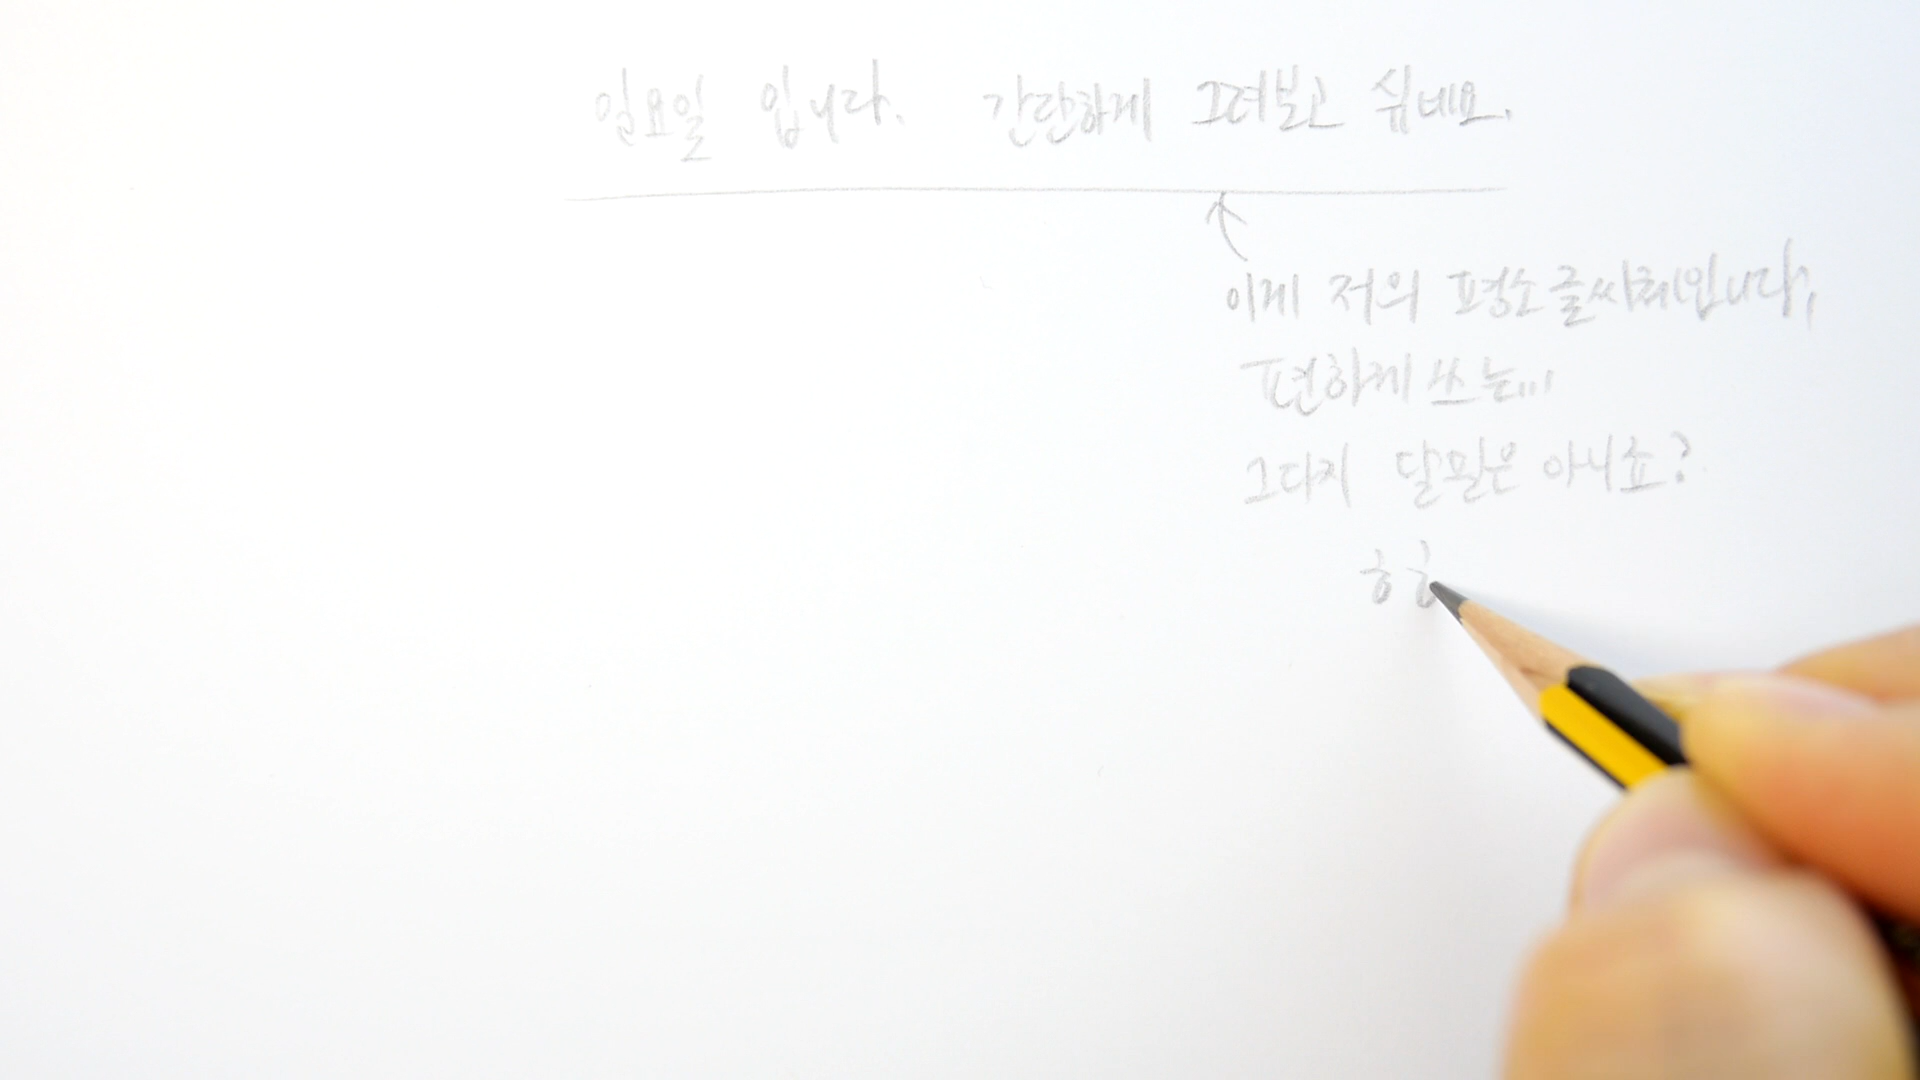 일요일 입니다. 간단하게 그려보고 쉬네요.
이게 저의 평소글씨체입니다,
편하게 쓰는...
그다지 달필은 아니죠?
ㅎㅎ